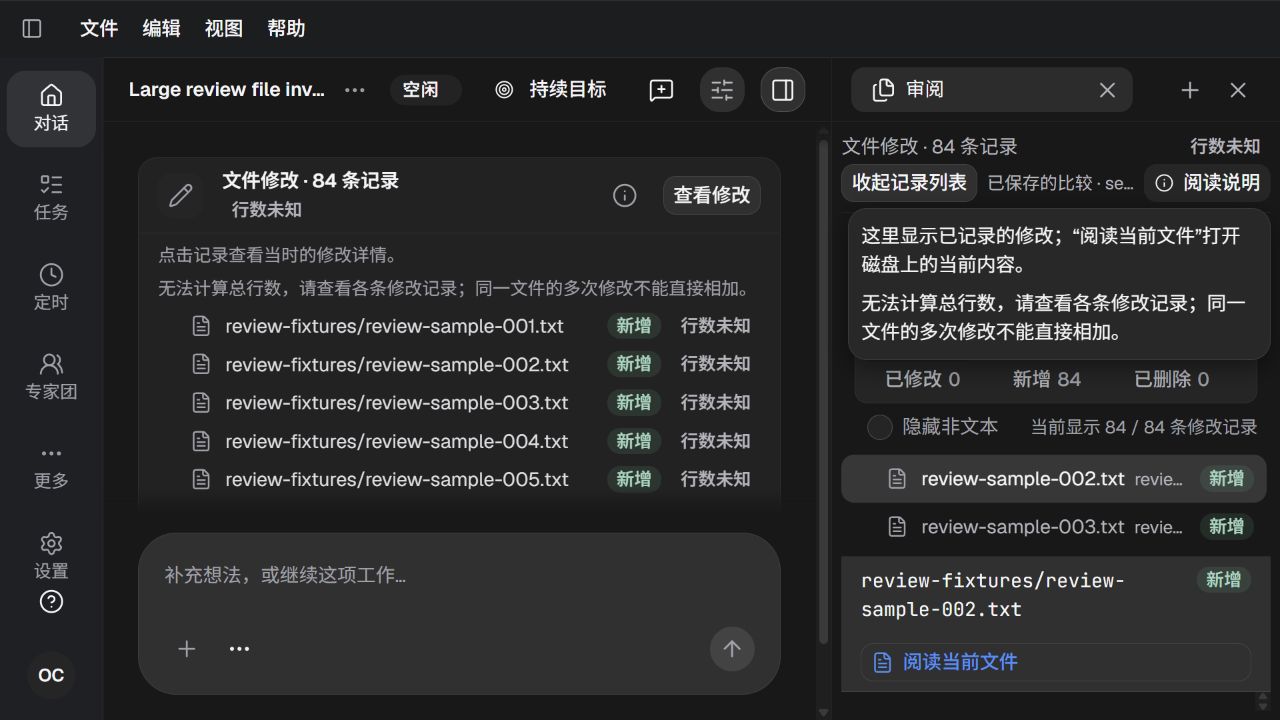 文件 编辑 视图 帮助
对话
任务
定时
专家团
更多
设置
OC
Large review file inv... 空闲 持续目标
文件修改 · 84 条记录
行数未知
查看修改
点击记录查看当时的修改详情。
无法计算总行数，请查看各条修改记录；同一文件的多次修改不能直接相加。
review-fixtures/review-sample-001.txt 新增 行数未知
review-fixtures/review-sample-002.txt 新增 行数未知
review-fixtures/review-sample-003.txt 新增 行数未知
review-fixtures/review-sample-004.txt 新增 行数未知
review-fixtures/review-sample-005.txt 新增 行数未知
补充想法，或继续这项工作...
审阅
文件修改 · 84 条记录 行数未知
收起记录列表 已保存的比较 · se... 阅读说明
这里显示已记录的修改；“阅读当前文件”打开
磁盘上的当前内容。
无法计算总行数，请查看各条修改记录；同一
文件的多次修改不能直接相加。
已修改 0 新增 84 已删除 0
隐藏非文本 当前显示 84 / 84 条修改记录
review-sample-002.txt revie... 新增
review-sample-003.txt revie... 新增
review-fixtures/review- 新增
sample-002.txt
阅读当前文件